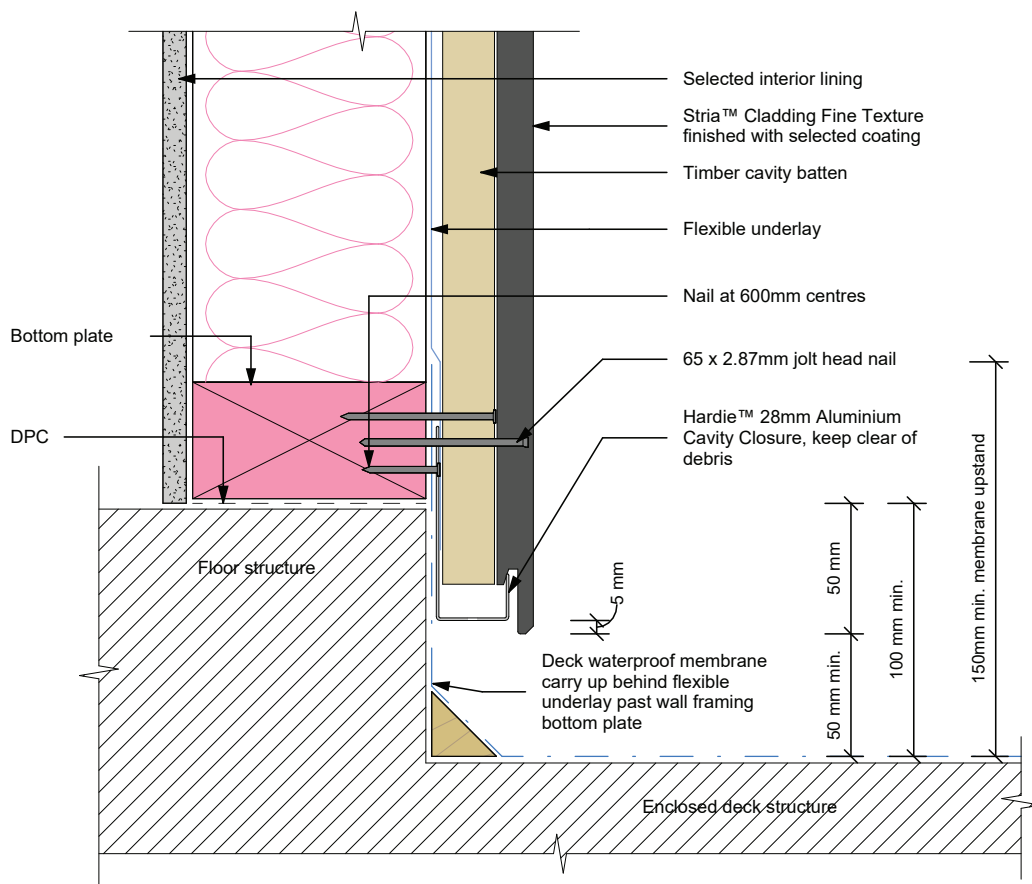 Selected interior lining
Stria™ Cladding Fine Texture
finished with selected coating
Timber cavity batten
Flexible underlay
Nail at 600mm centres
Bottom plate
65 x 2.87mm jolt head nail
Hardie™ 28mm Aluminium
Cavity Closure, keep clear of
debris
DPC
150mm min. membrane upstand
50 mm
100 mm min.
Floor structure
5 mm
50 mm min.
Deck waterproof membrane
carry up behind flexible
underlay past wall framing
bottom plate
Enclosed deck structure